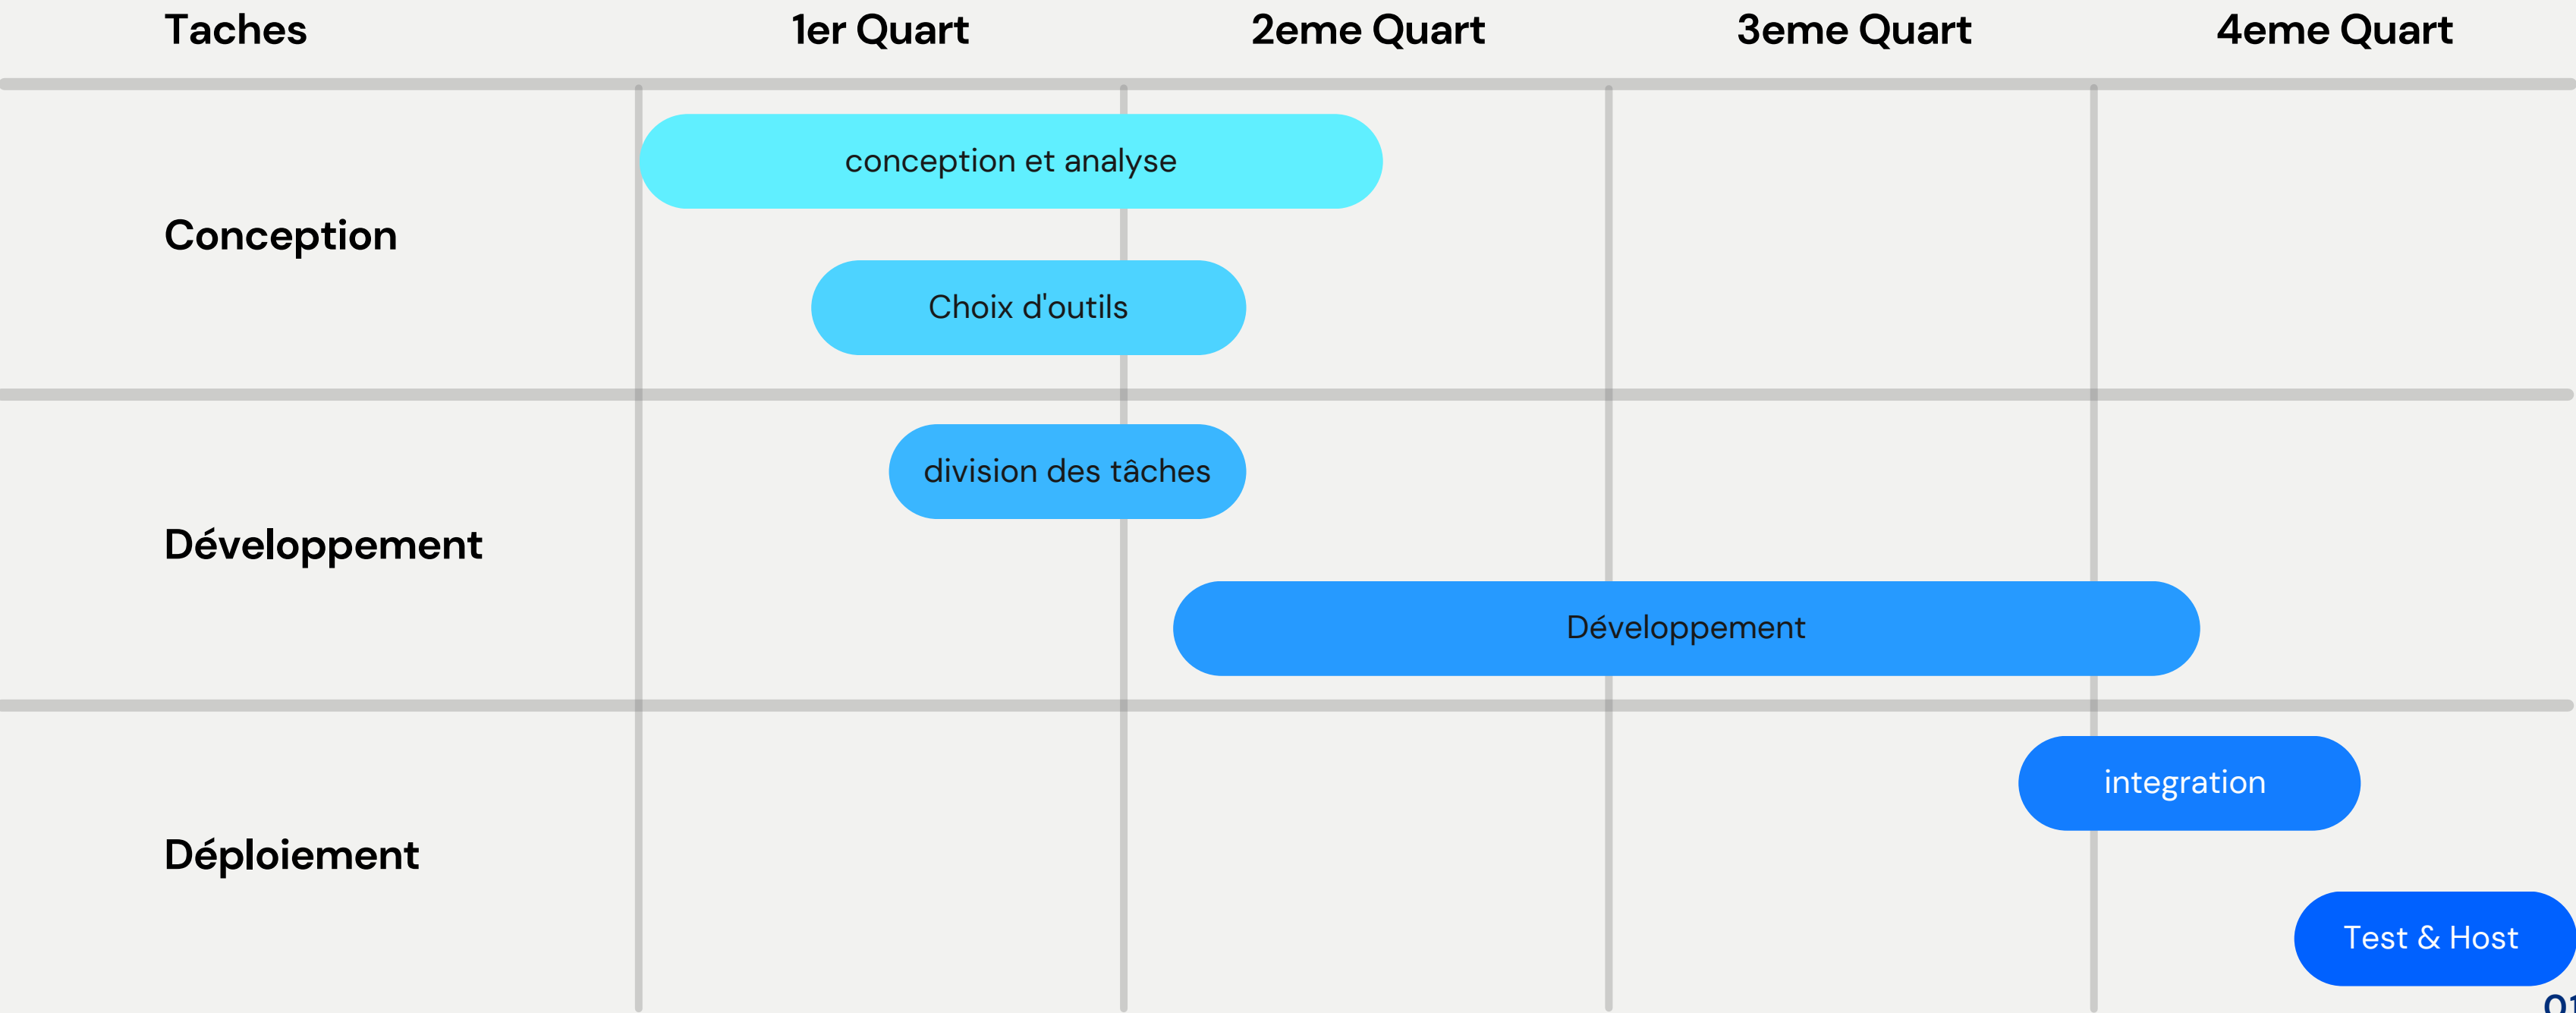 Taches 1er Quart 2eme Quart 3eme Quart 4eme Quart
conception et analyse
Conception
Choix d'outils
division des tâches
Développement
Développement
integration
Déploiement
Test & Host